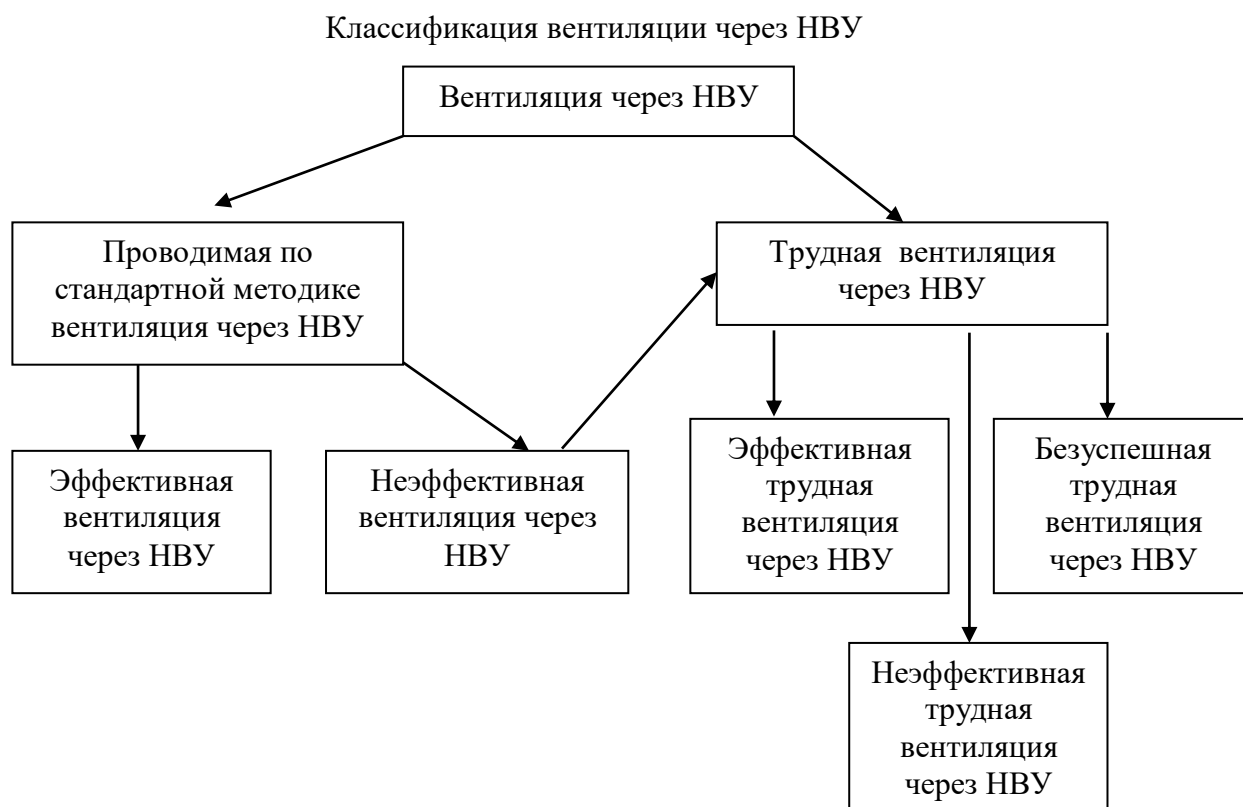 Классификация вентиляции через НВУ
Вентиляция через НВУ
Проводимая по
стандартной методике
вентиляция через НВУ
Трудная вентиляция
через НВУ
Эффективная
вентиляция
через НВУ
Неэффективная
вентиляция через
НВУ
Эффективная
трудная
вентиляция
через НВУ
Безуспешная
трудная
вентиляция
через НВУ
Неэффективная
трудная
вентиляция
через НВУ